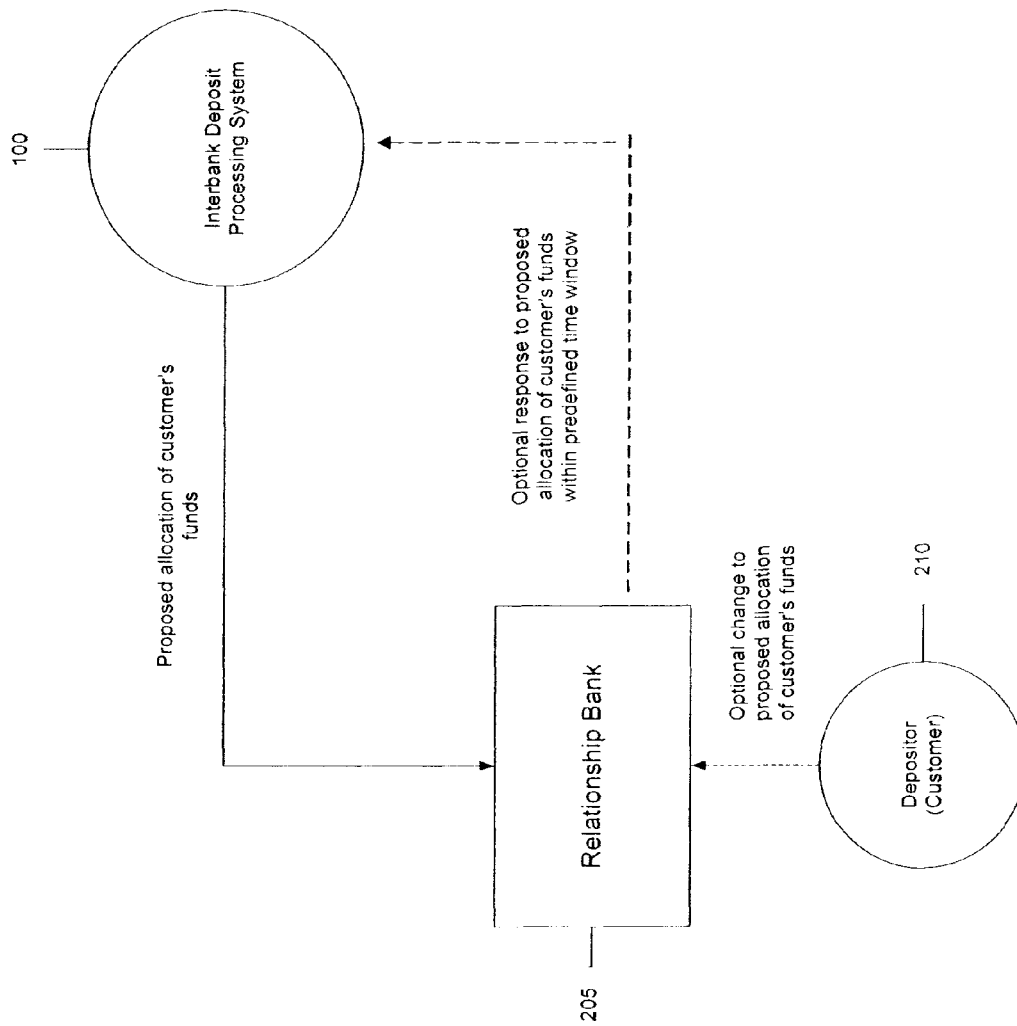 100
Interbank Deposit
Processing System
Proposed allocation of customer's
funds
Optional response to proposed
allocation of customer's funds
within predefined time window
205
Relationship Bank
Optional change to
proposed allocation
of customer's funds
210
Depositor
(Customer)